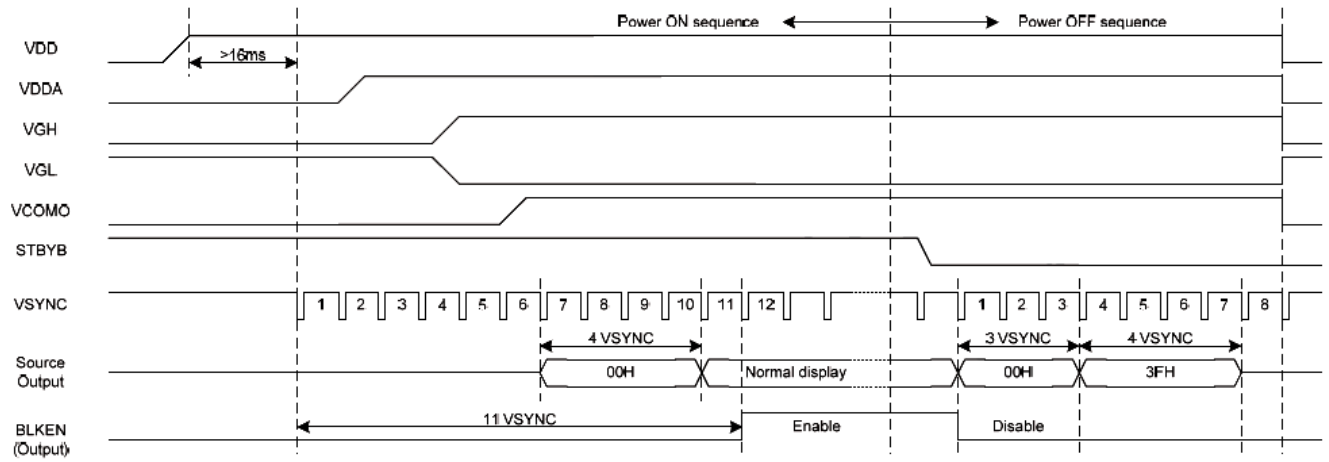 Power ON sequence Power OFF sequence
VDD
>16ms
VDDA
VGH
VGL
VCOMO
STBYB
VSYNC 1 2 3 4 5 6 7 8 9 10 11 12 1 2 3 4 5 6 7 8
4 VSYNC 3 VSYNC 4 VSYNC
Source
Output
00H Normal display 00H 3FH
11 VSYNC
BLKEN
(Output)
Enable Disable